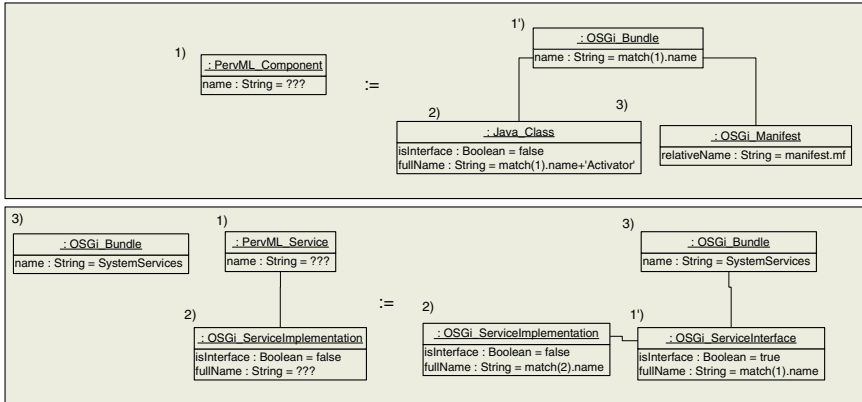 1')
: OSGi_Bundle
name : String = match(1).name
1)
: PervML_Component
name : String = ???
:=
2)
: Java_Class
isInterface : Boolean = false
fullName : String = match(1).name+'Activator'
3)
: OSGi_Manifest
relativeName : String = manifest.mf
3)
: OSGi_Bundle
name : String = SystemServices
1)
: PervML_Service
name : String = ???
3)
: OSGi_Bundle
name : String = SystemServices
2)
: OSGi_ServiceImplementation
isInterface : Boolean = false
fullName : String = ???
:=
2)
: OSGi_ServiceImplementation
isInterface : Boolean = false
fullName : String = match(2).name
1')
: OSGi_ServiceInterface
isInterface : Boolean = true
fullName : String = match(1).name